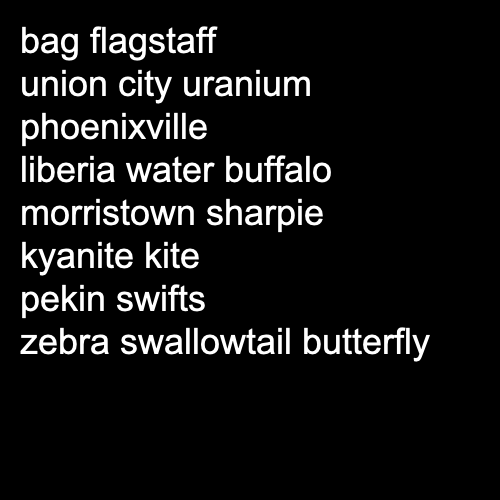 bag flagstaff
union city uranium
phoenixville
liberia water buffalo
morristown sharpie
kyanite kite
pekin swifts
zebra swallowtail butterfly